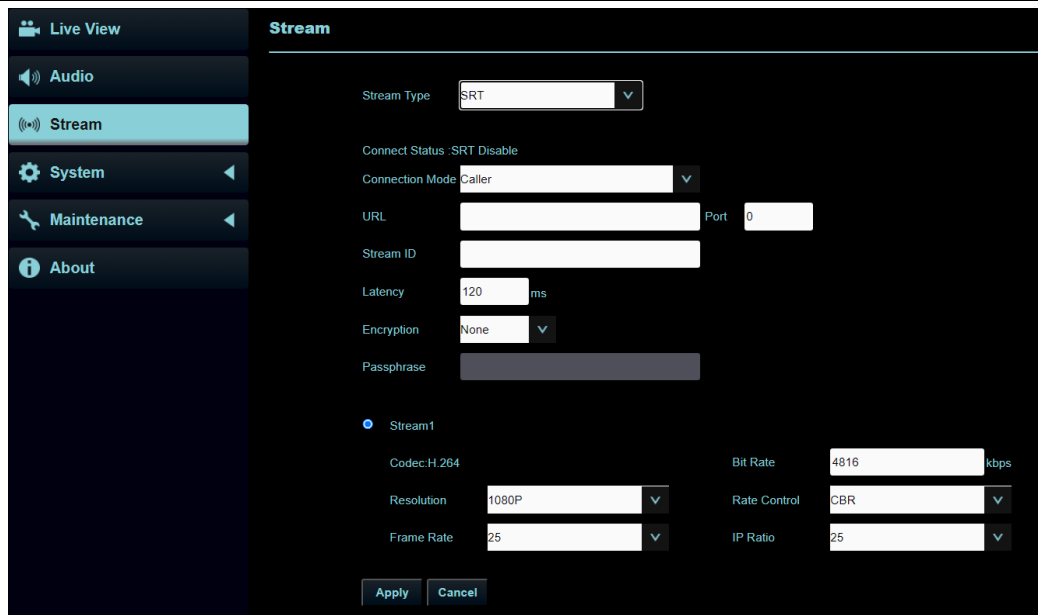 Live View
Audio
Stream
System
Maintenance
About
Stream
Stream Type SRT
Connect Status :SRT Disable
Connection Mode Caller
URL Port 0
Stream ID
Latency 120 ms
Encryption None
Passphrase
Stream1
Codec:H.264 Bit Rate 4816 kbps
Resolution 1080P Rate Control CBR
Frame Rate 25 IP Ratio 25
Apply Cancel